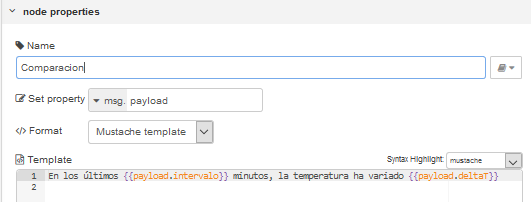 node properties
Name
Comparacion
Set property
msg. payload
</> Format
Mustache template
Template
Syntax Highlight: mustache
1 En los últimos {{payload.intervalo}} minutos, la temperatura ha variado {{payload.deltaT}}
2